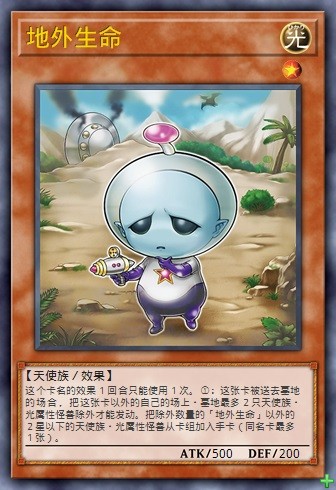 地外生命
光
【天使族／效果】
这个卡名的效果1回合只能使用1次。①：这张卡被送去墓地
的场合，把这张卡以外的自己的场上·墓地最多2只天使族·
光属性怪兽除外才能发动。把除外数量的「地外生命」以外的
2星以下的天使族·光属性怪兽从卡组加入手卡（同名卡最多
1张）。
ATK/500 DEF/200